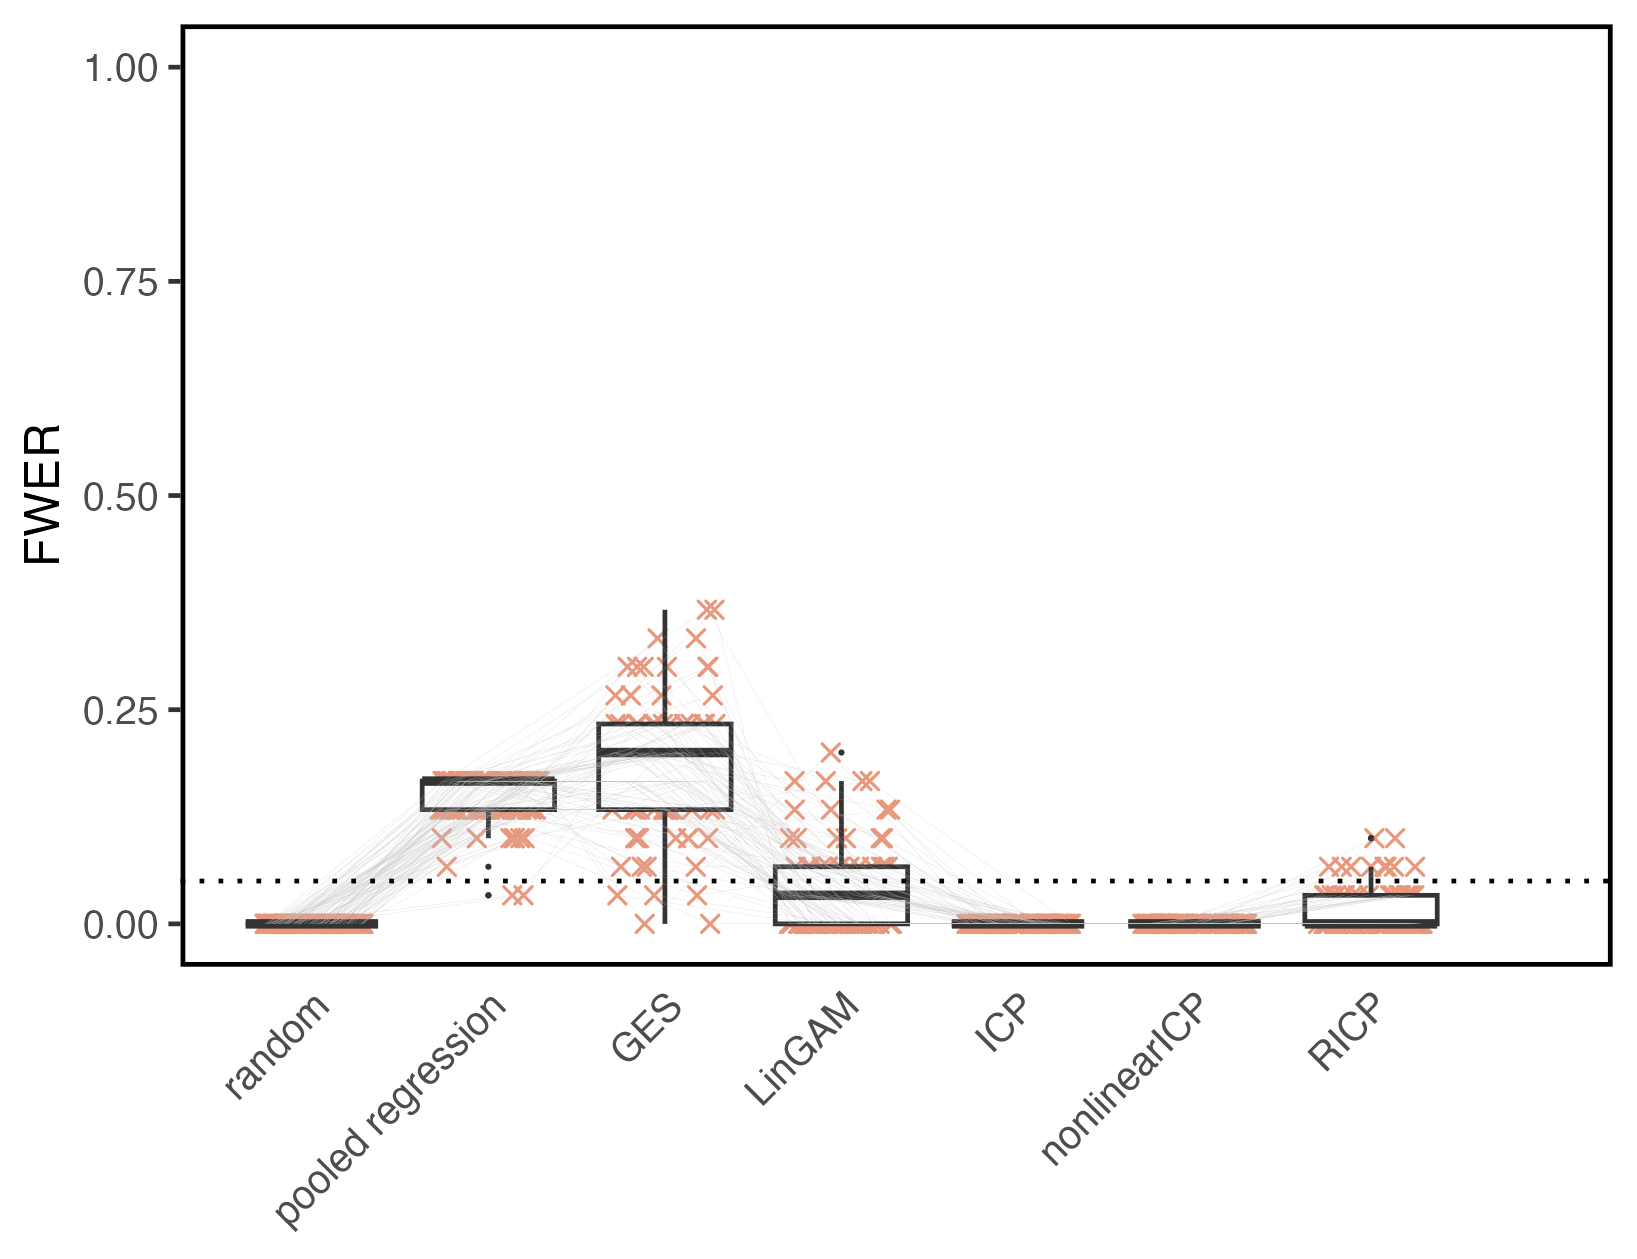 FWER
1.00
0.75
0.50
0.25
0.00
random
pooled regression
GES
LinGAM
ICP
nonlinearICP
RICP